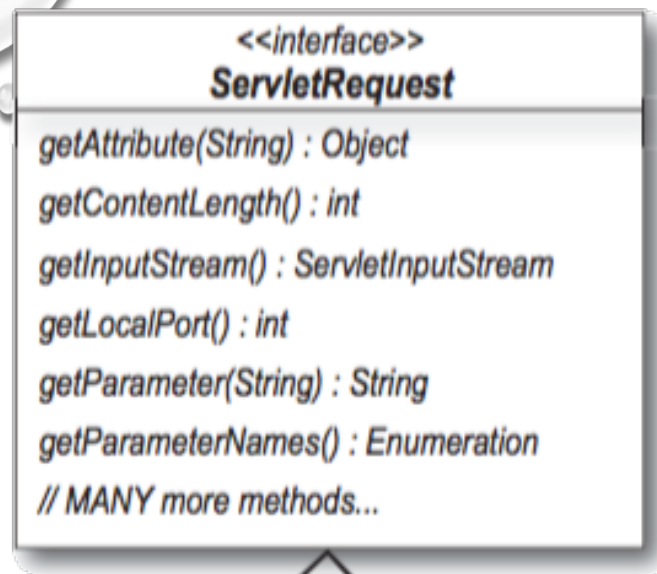 <<interface>>
ServletRequest
getAttribute(String) : Object
getContentLength() : int
getInputStream() : ServletInputStream
getLocalPort() : int
getParameter(String) : String
getParameterNames() : Enumeration
// MANY more methods...